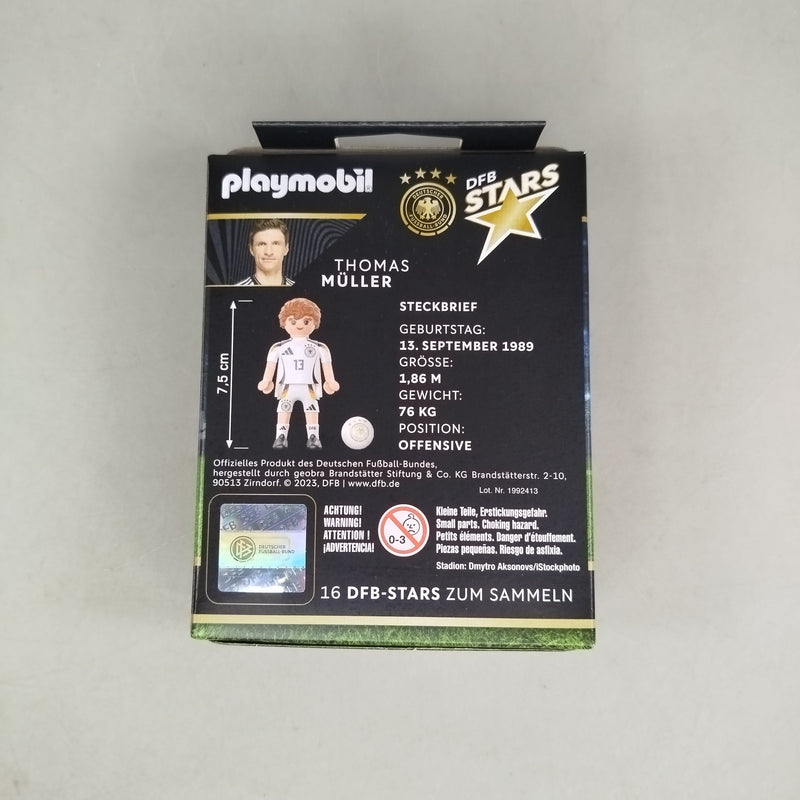 playmobil
DEUTSCHER
FUSSBALL-BUND
DFB
STARS
THOMAS
MÜLLER
STECKBRIEF
GEBURTSTAG:
13. SEPTEMBER 1989
GRÖSSE:
1,86 M
GEWICHT:
76 KG
POSITION:
OFFENSIVE
7,5 cm
13
Offizielles Produkt des Deutschen Fußball-Bundes,
hergestellt durch geobra Brandstätter Stiftung & Co. KG Brandstätterstr. 2-10,
90513 Zirndorf. © 2023, DFB | www.dfb.de
Lot. Nr. 1992413
DFB
DEUTSCHER
FUSSBALL-BUND
ACHTUNG!
WARNING!
ATTENTION !
¡ADVERTENCIA!
0-3
Kleine Teile, Erstickungsgefahr.
Small parts. Choking hazard.
Petits éléments. Danger d'étouffement.
Piezas pequeñas. Riesgo de asfixia.
Stadion: Dmytro Aksonovs/iStockphoto
16 DFB-STARS ZUM SAMMELN